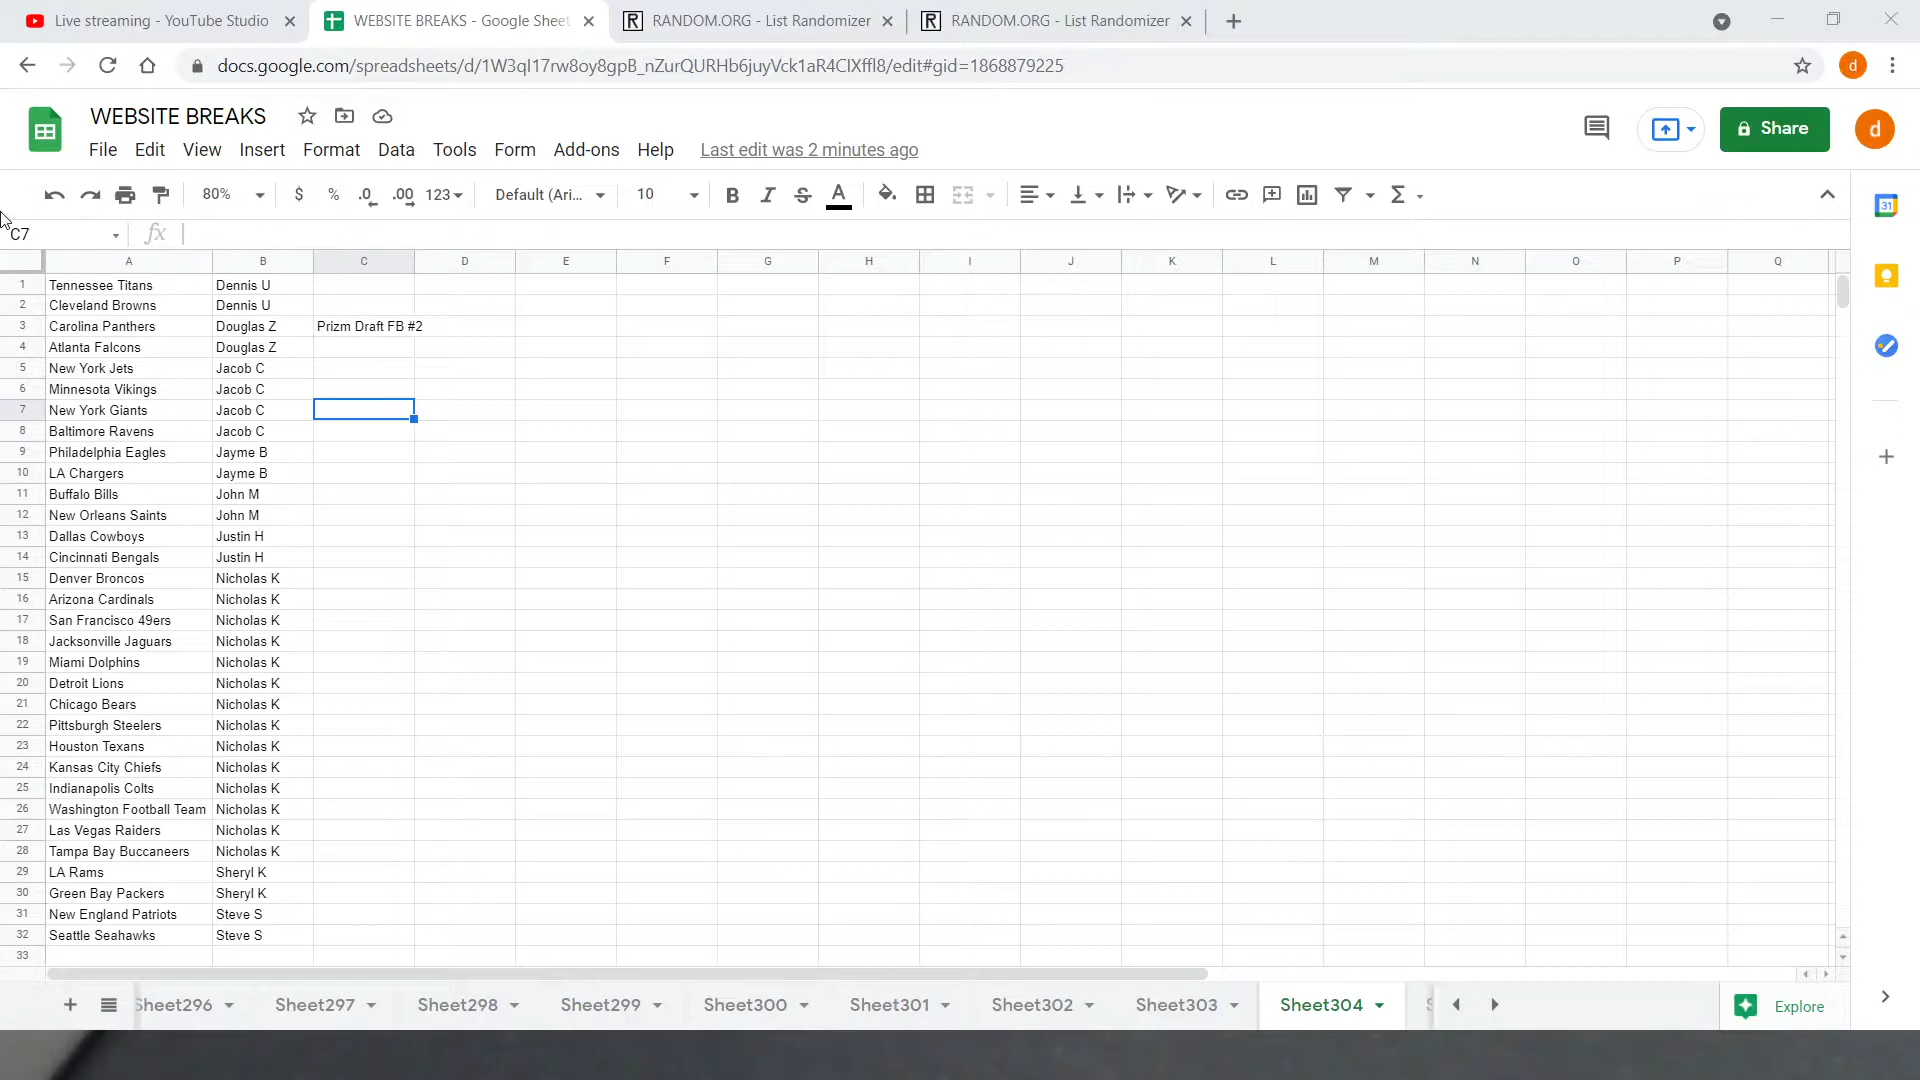 Live streaming - YouTube Studio
WEBSITE BREAKS - Google Sheet
RANDOM.ORG - List Randomizer
RANDOM.ORG - List Randomizer
docs.google.com/spreadsheets/d/1W3qI17rw8oy8gpB_nZurQURHb6juyVck1aR4CIXffI8/edit#gid=1868879225
d
WEBSITE BREAKS
Share
d
File Edit View Insert Format Data Tools Form Add-ons Help Last edit was 2 minutes ago
80% $ % .0 .00 123 Default (Ari... 10 B I S A Σ
31
C7 fx
A B C D E F G H I J K L M N O P Q
1 Tennessee Titans Dennis U
2 Cleveland Browns Dennis U
3 Carolina Panthers Douglas Z Prizm Draft FB #2
4 Atlanta Falcons Douglas Z
5 New York Jets Jacob C
6 Minnesota Vikings Jacob C
7 New York Giants Jacob C
8 Baltimore Ravens Jacob C
9 Philadelphia Eagles Jayme B
10 LA Chargers Jayme B
11 Buffalo Bills John M
12 New Orleans Saints John M
13 Dallas Cowboys Justin H
14 Cincinnati Bengals Justin H
15 Denver Broncos Nicholas K
16 Arizona Cardinals Nicholas K
17 San Francisco 49ers Nicholas K
18 Jacksonville Jaguars Nicholas K
19 Miami Dolphins Nicholas K
20 Detroit Lions Nicholas K
21 Chicago Bears Nicholas K
22 Pittsburgh Steelers Nicholas K
23 Houston Texans Nicholas K
24 Kansas City Chiefs Nicholas K
25 Indianapolis Colts Nicholas K
26 Washington Football Team Nicholas K
27 Las Vegas Raiders Nicholas K
28 Tampa Bay Buccaneers Nicholas K
29 LA Rams Sheryl K
30 Green Bay Packers Sheryl K
31 New England Patriots Steve S
32 Seattle Seahawks Steve S
33
Sheet296 Sheet297 Sheet298 Sheet299 Sheet300 Sheet301 Sheet302 Sheet303 Sheet304 Explore